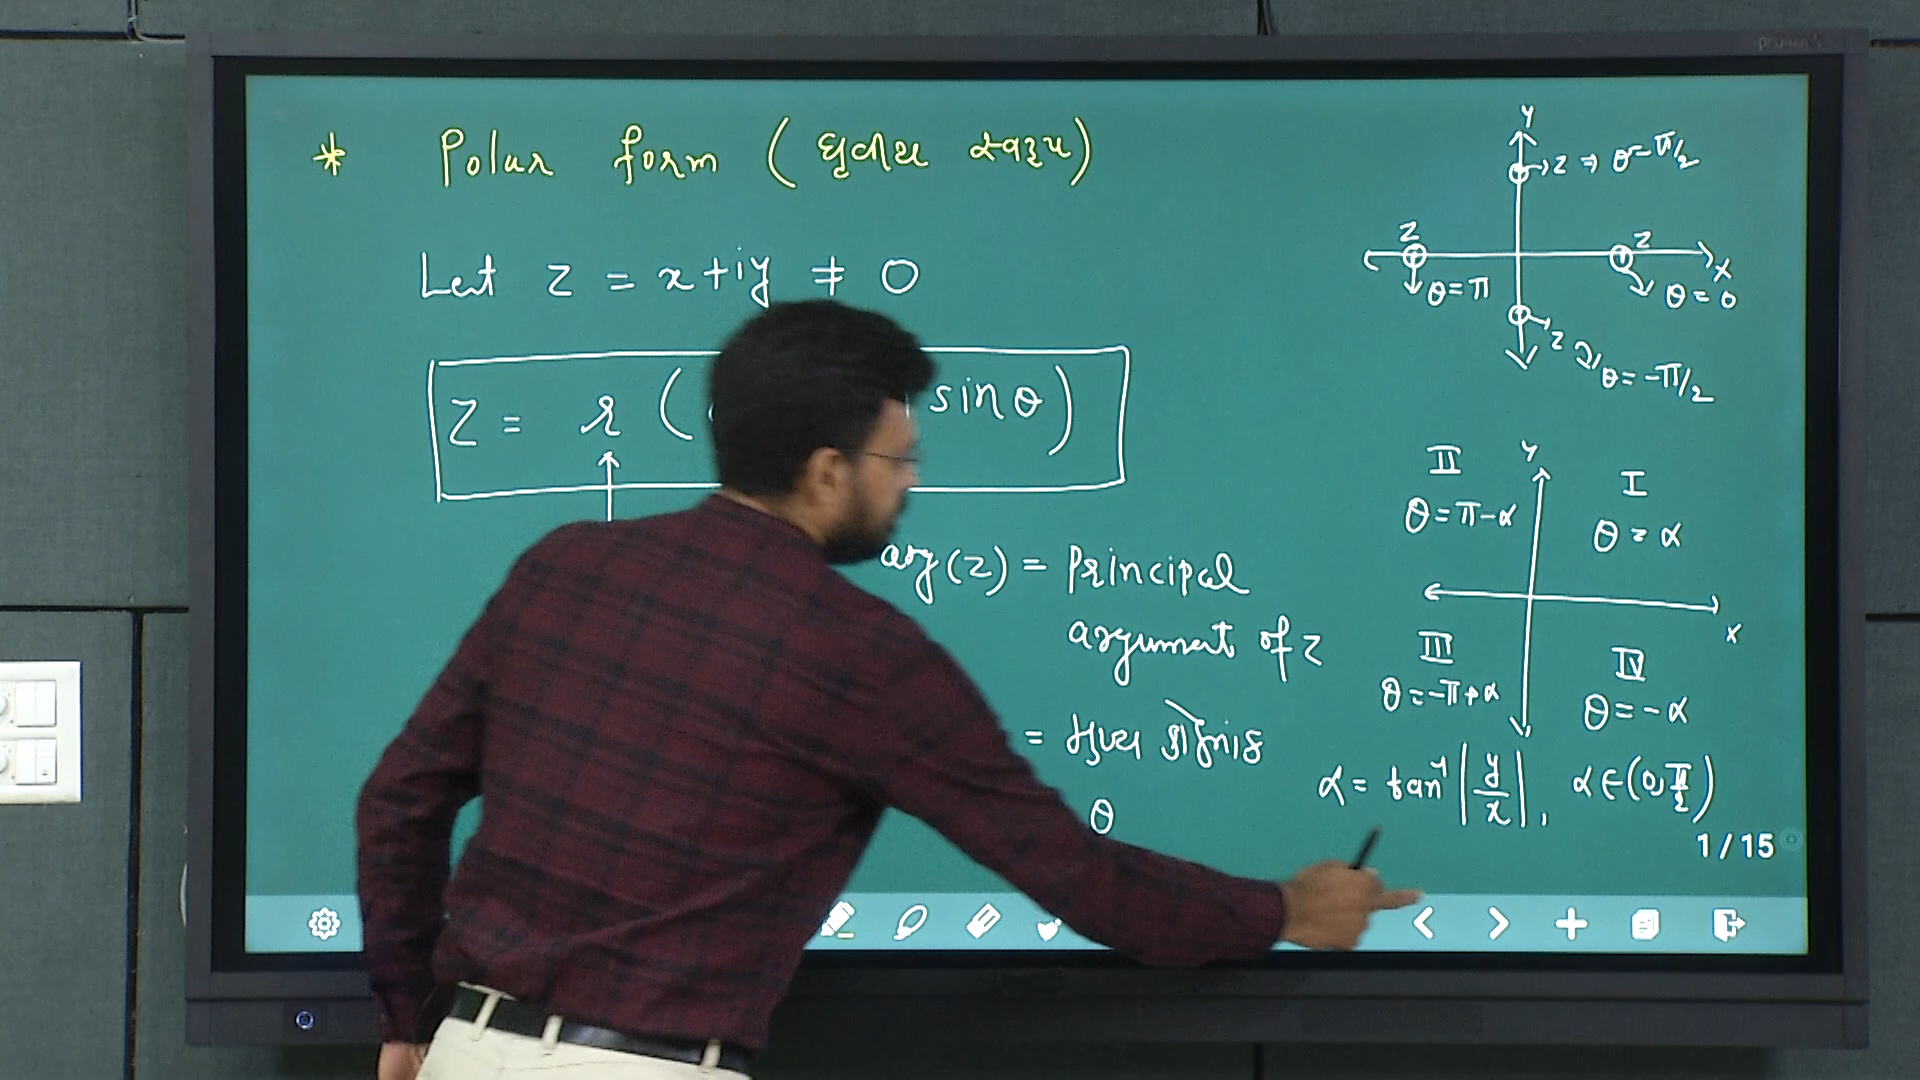 * Polar form (ધ્રુવીય સ્વરૂપ)
Let z = x+iy ≠ 0
z = r ( sinθ)
arg(z) = Principal
argument of z
= મુખ્ય કોણાંક
θ
y
z ⇒ θ=π/2
z
z
x
θ=π
θ=0
z
θ=-π/2
y
II
I
θ=π-α
θ=α
x
III
IV
θ=-π+α
θ=-α
α = tan⁻¹|y/x|, α∈(0,π/2)
1/15